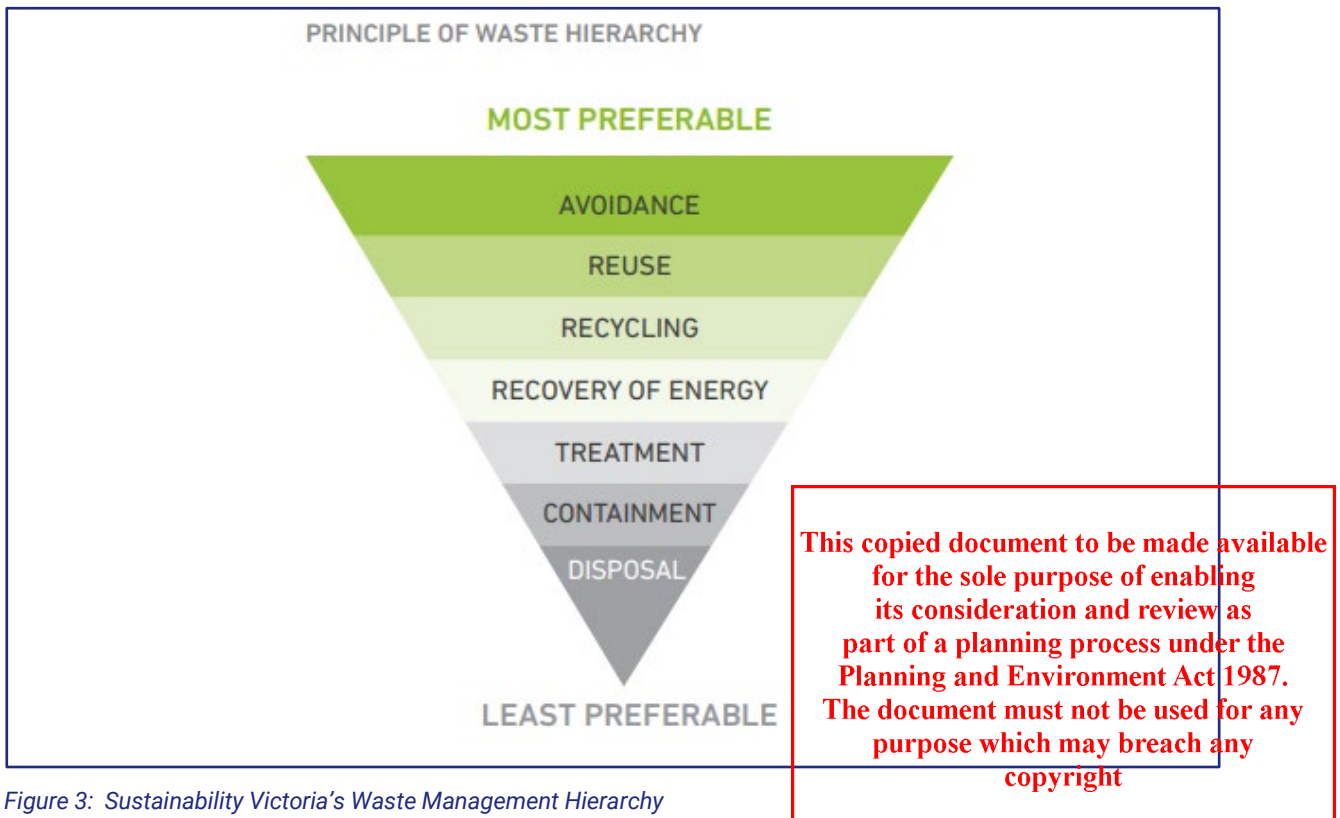 PRINCIPLE OF WASTE HIERARCHY
MOST PREFERABLE
AVOIDANCE
REUSE
RECYCLING
RECOVERY OF ENERGY
TREATMENT
CONTAINMENT
DISPOSAL
LEAST PREFERABLE
This copied document to be made available
for the sole purpose of enabling
its consideration and review as
part of a planning process under the
Planning and Environment Act 1987.
The document must not be used for any
purpose which may breach any
copyright
Figure 3: Sustainability Victoria's Waste Management Hierarchy